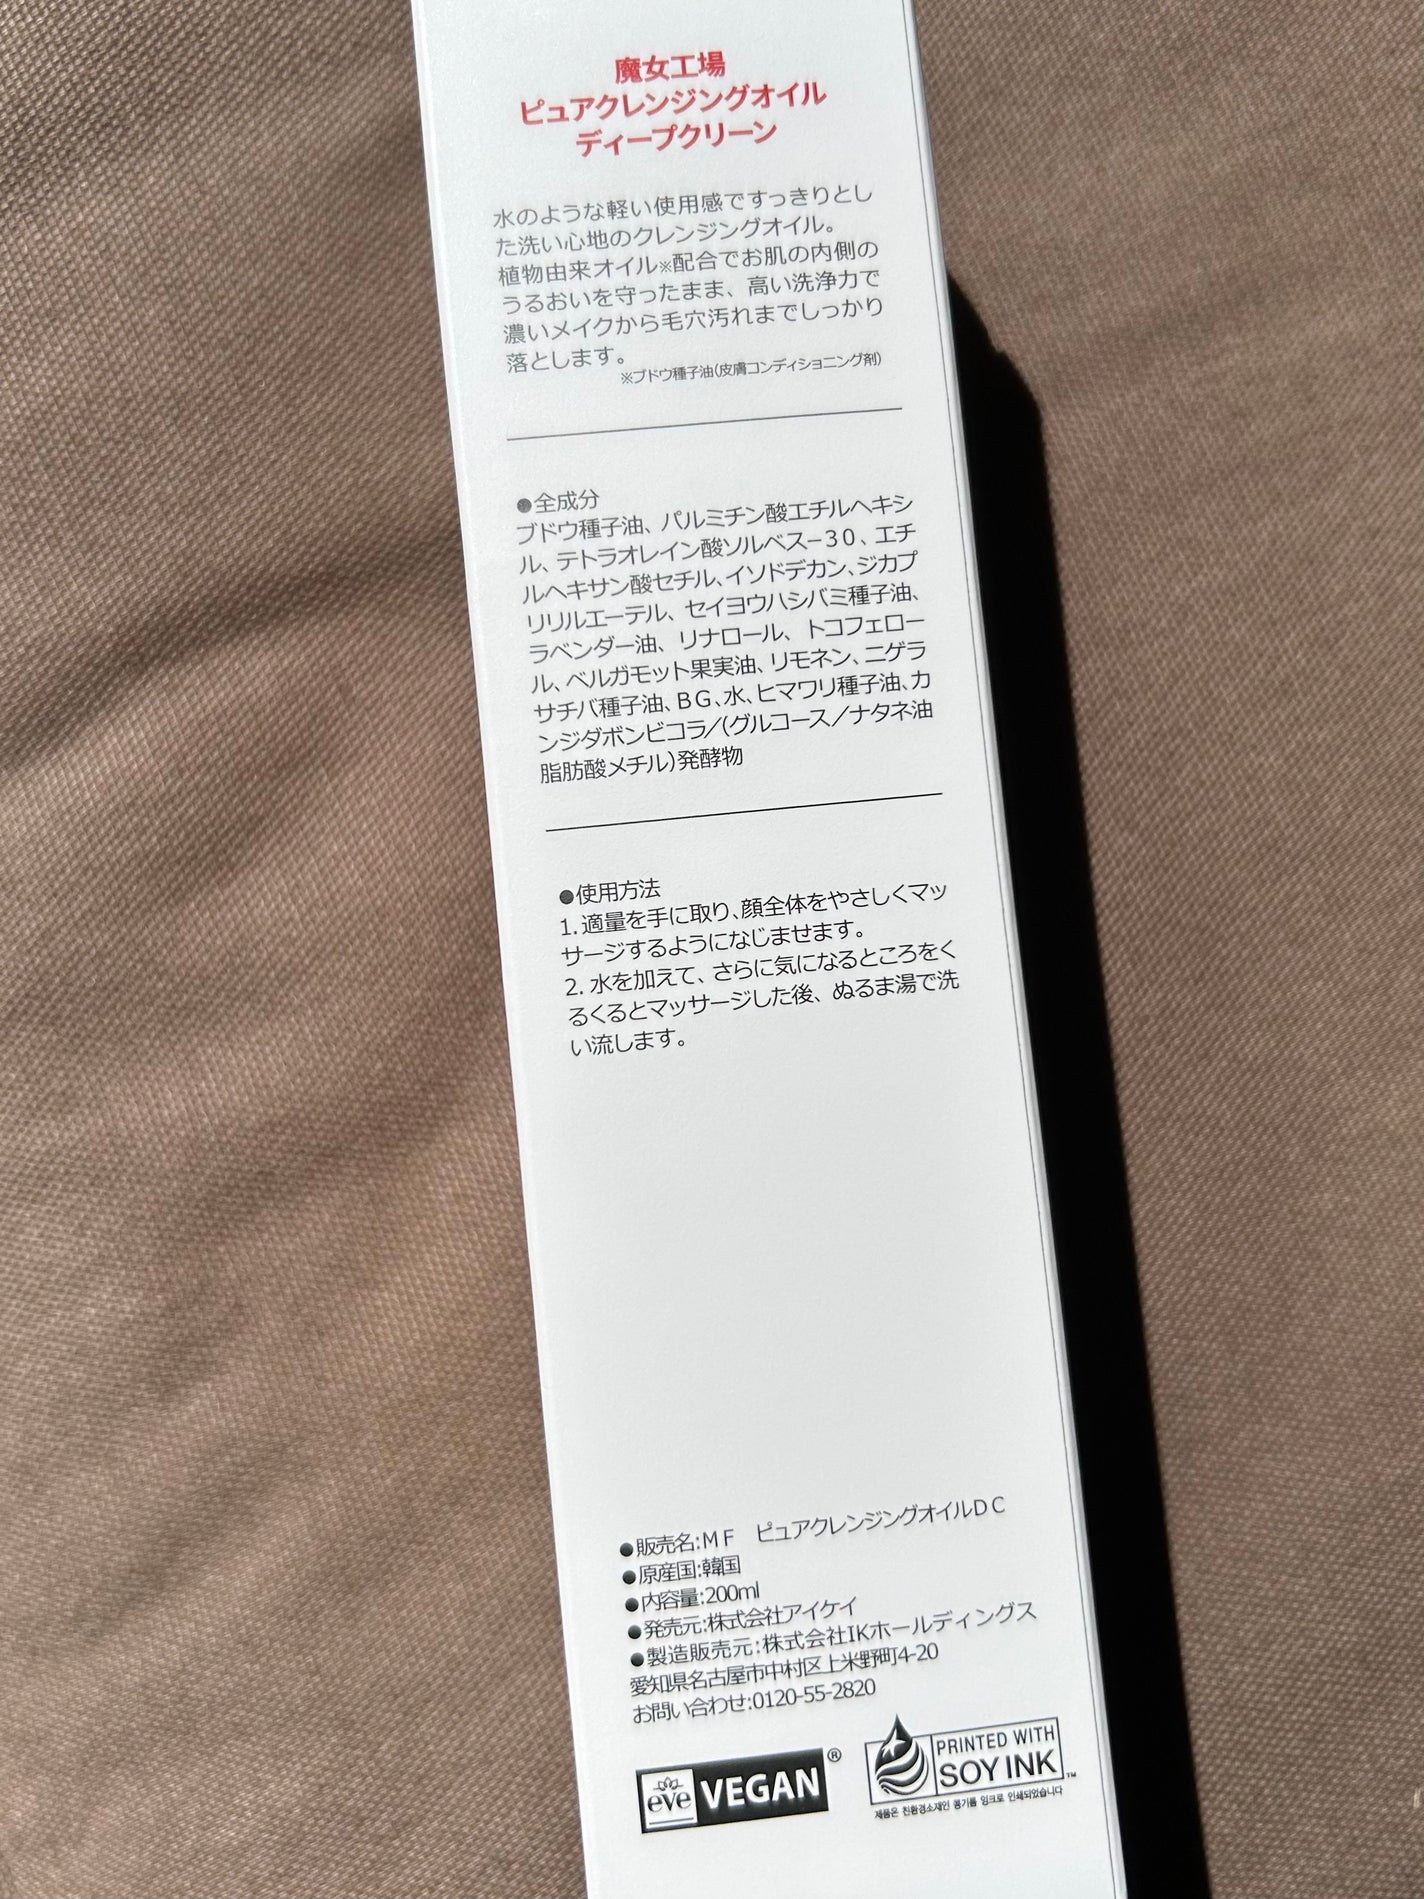 魔女工場
ピュアクレンジングオイル
ディープクリーン
水のような軽い使用感ですっきりとし
た洗い心地のクレンジングオイル。
植物由来オイル※配合でお肌の内側の
うるおいを守ったまま、高い洗浄力で
濃いメイクから毛穴汚れまでしっかり
落とします。
※ブドウ種子油(皮膚コンディショニング剤)
●全成分
ブドウ種子油、パルミチン酸エチルヘキシ
ル、テトラオレイン酸ソルベス−30、エチ
ルヘキサン酸セチル、イソドデカン、ジカプ
リリルエーテル、セイヨウハシバミ種子油、
ラベンダー油、リナロール、トコフェロー
ル、ベルガモット果実油、リモネン、ニゲラ
サチバ種子油、BG、水、ヒマワリ種子油、カ
ンジダボンビコラ/(グルコース/ナタネ油
脂肪酸メチル)発酵物
●使用方法
1. 適量を手に取り、顔全体をやさしくマッ
サージするようになじませます。
2. 水を加えて、さらに気になるところをく
るくるとマッサージした後、ぬるま湯で洗
い流します。
●販売名:MF ピュアクレンジングオイルDC
●原産国:韓国
●内容量:200ml
●発売元:株式会社アイケイ
●製造販売元:株式会社IKホールディングス
愛知県名古屋市中村区上米野町4-20
お問い合わせ:0120-55-2820
eve VEGAN ®
PRINTED WITH
SOY INK ™
제품은 친환경소재인 콩기름 잉크로 인쇄되었습니다